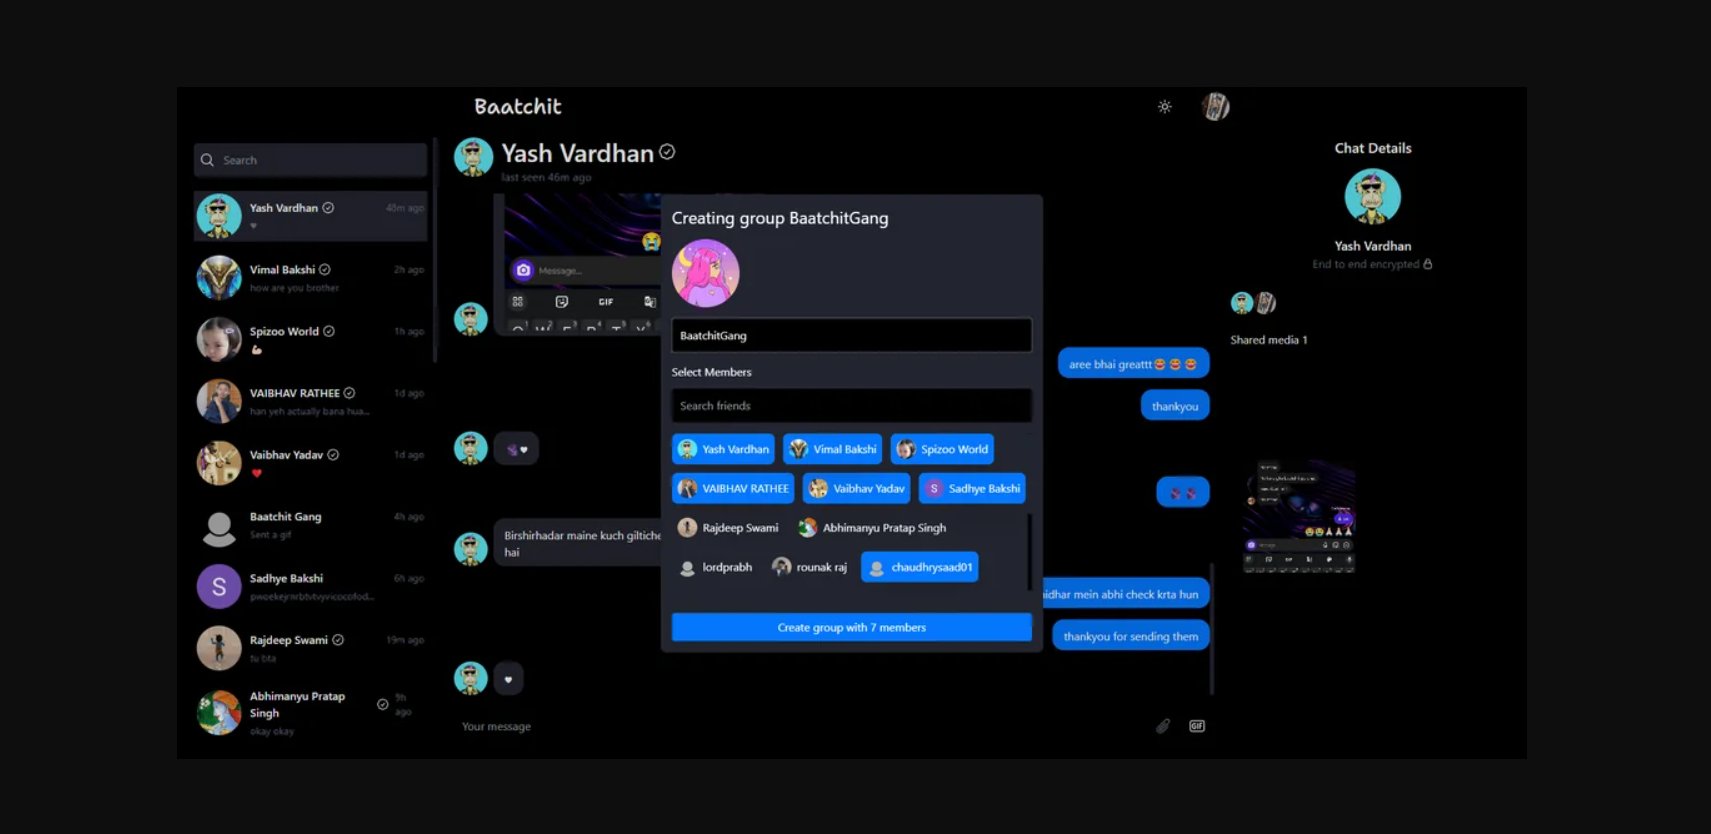 Baatchit
Search
Yash Vardhan
46m ago
Vimal Bakshi
2h ago
how are you brother
Spizoo World
1h ago
VAIBHAV RATHEE
1d ago
han yeh actually bana hua...
Vaibhav Yadav
1d ago
Baatchit Gang
4h ago
Sent a gif
S
Sadhye Bakshi
6h ago
Rajdeep Swami
19m ago
tu bta
Abhimanyu Pratap
Singh
9h
ago
okay okay
Yash Vardhan
last seen 46m ago
Message...
GIF
Creating group BaatchitGang
BaatchitGang
Select Members
Search friends
Yash Vardhan
Vimal Bakshi
Spizoo World
VAIBHAV RATHEE
Vaibhav Yadav
S
Sadhye Bakshi
Rajdeep Swami
Abhimanyu Pratap Singh
lordprabh
rounak raj
chaudhrysaad01
Create group with 7 members
aree bhai greattt😂😂😂
thankyou
Birshirhadar maine kuch giltiche
hai
idhar mein abhi check krta hun
thankyou for sending them
Your message
GIF
Chat Details
Yash Vardhan
End to end encrypted
Shared media 1